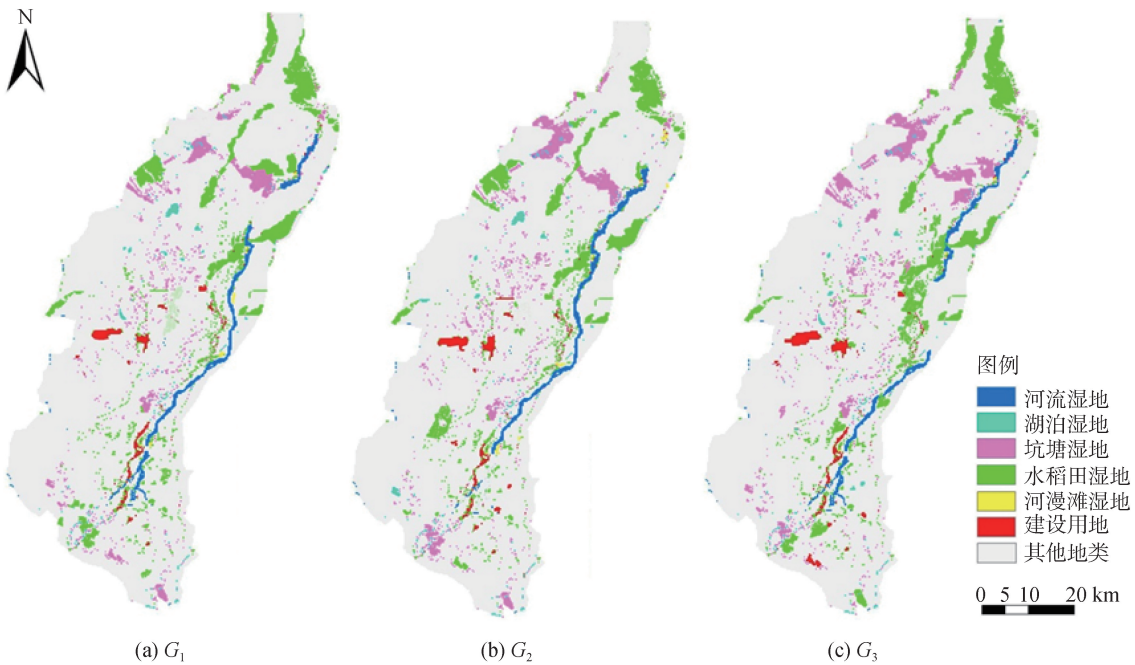 N
图例
河流湿地
湖泊湿地
坑塘湿地
水稻田湿地
河漫滩湿地
建设用地
其他地类
0 5 10 20 km
(a) G₁
(b) G₂
(c) G₃